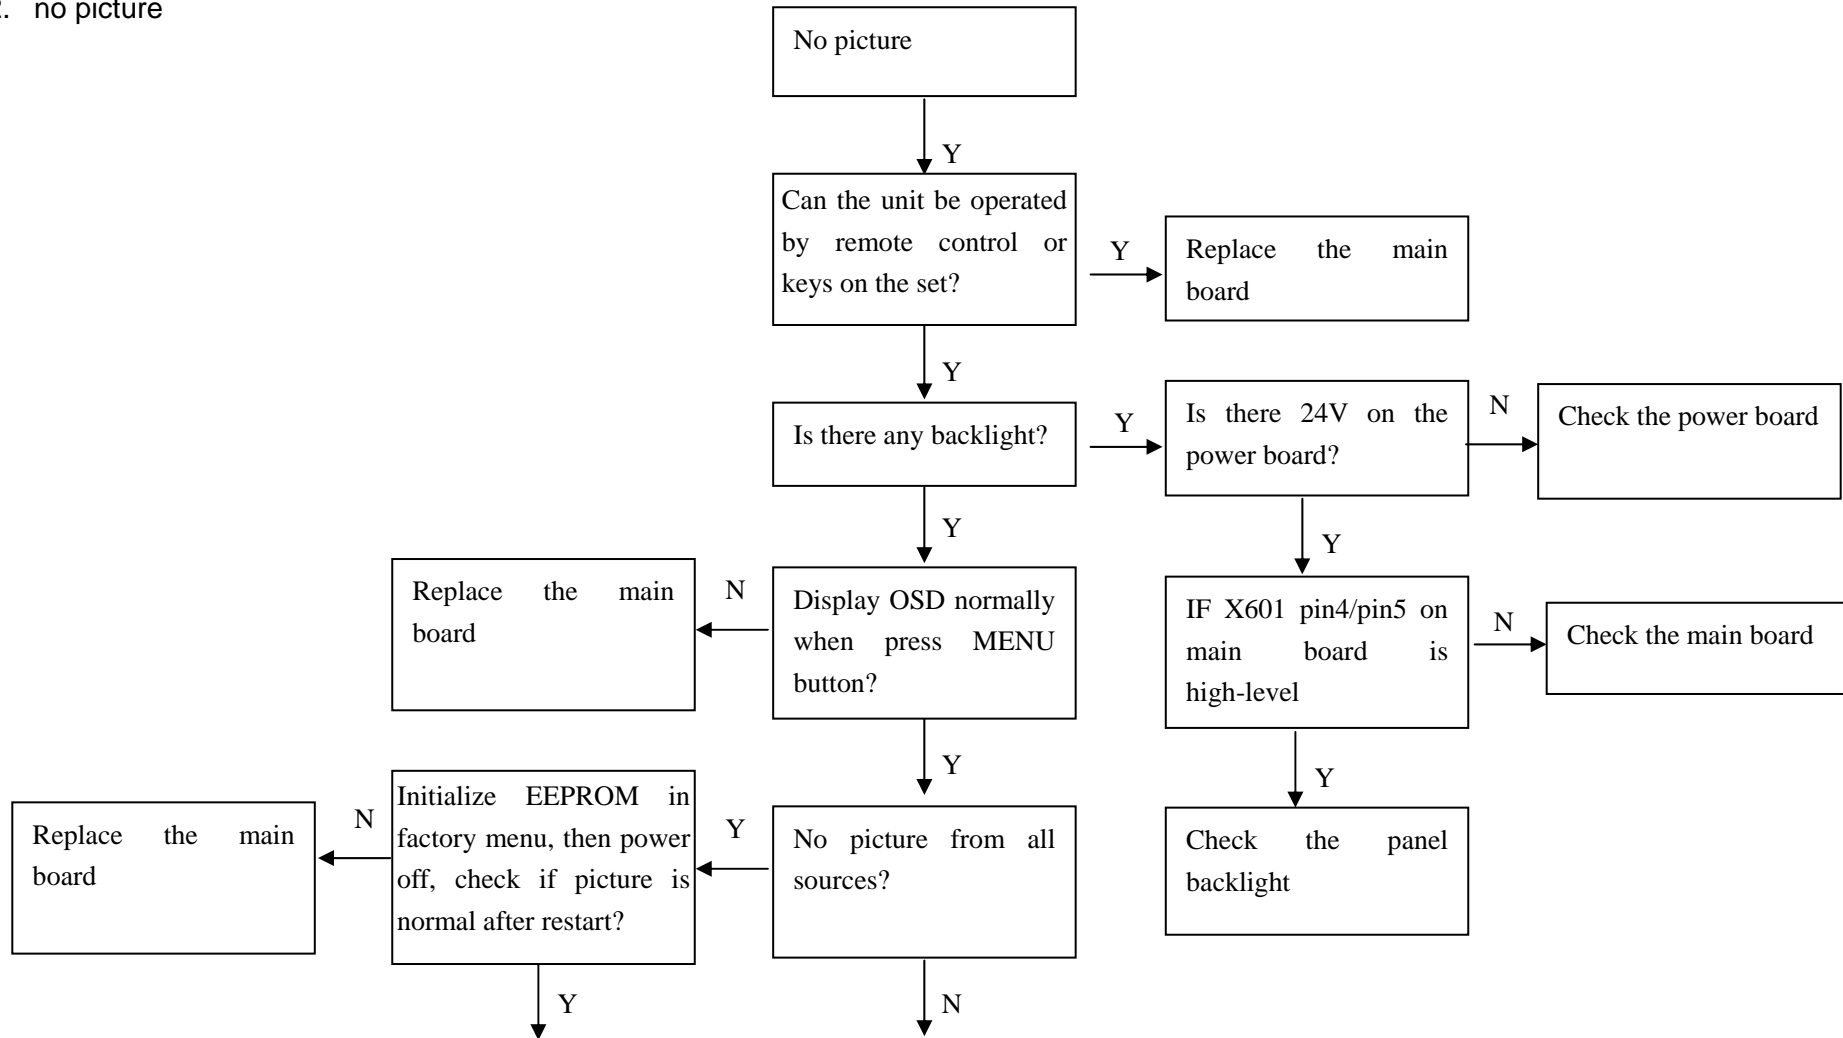 . no picture
No picture
Y
Can the unit be operated
by remote control or
keys on the set?
Y
Replace the main
board
Y
Is there any backlight?
Y
Is there 24V on the
power board?
N
Check the power board
Y
Y
Replace the main
board
N
Display OSD normally
when press MENU
button?
IF X601 pin4/pin5 on
main board is
high-level
N
Check the main board
Y
Y
Replace the main
board
N
Initialize EEPROM in
factory menu, then power
off, check if picture is
normal after restart?
Y
No picture from all
sources?
Check the panel
backlight
Y
N